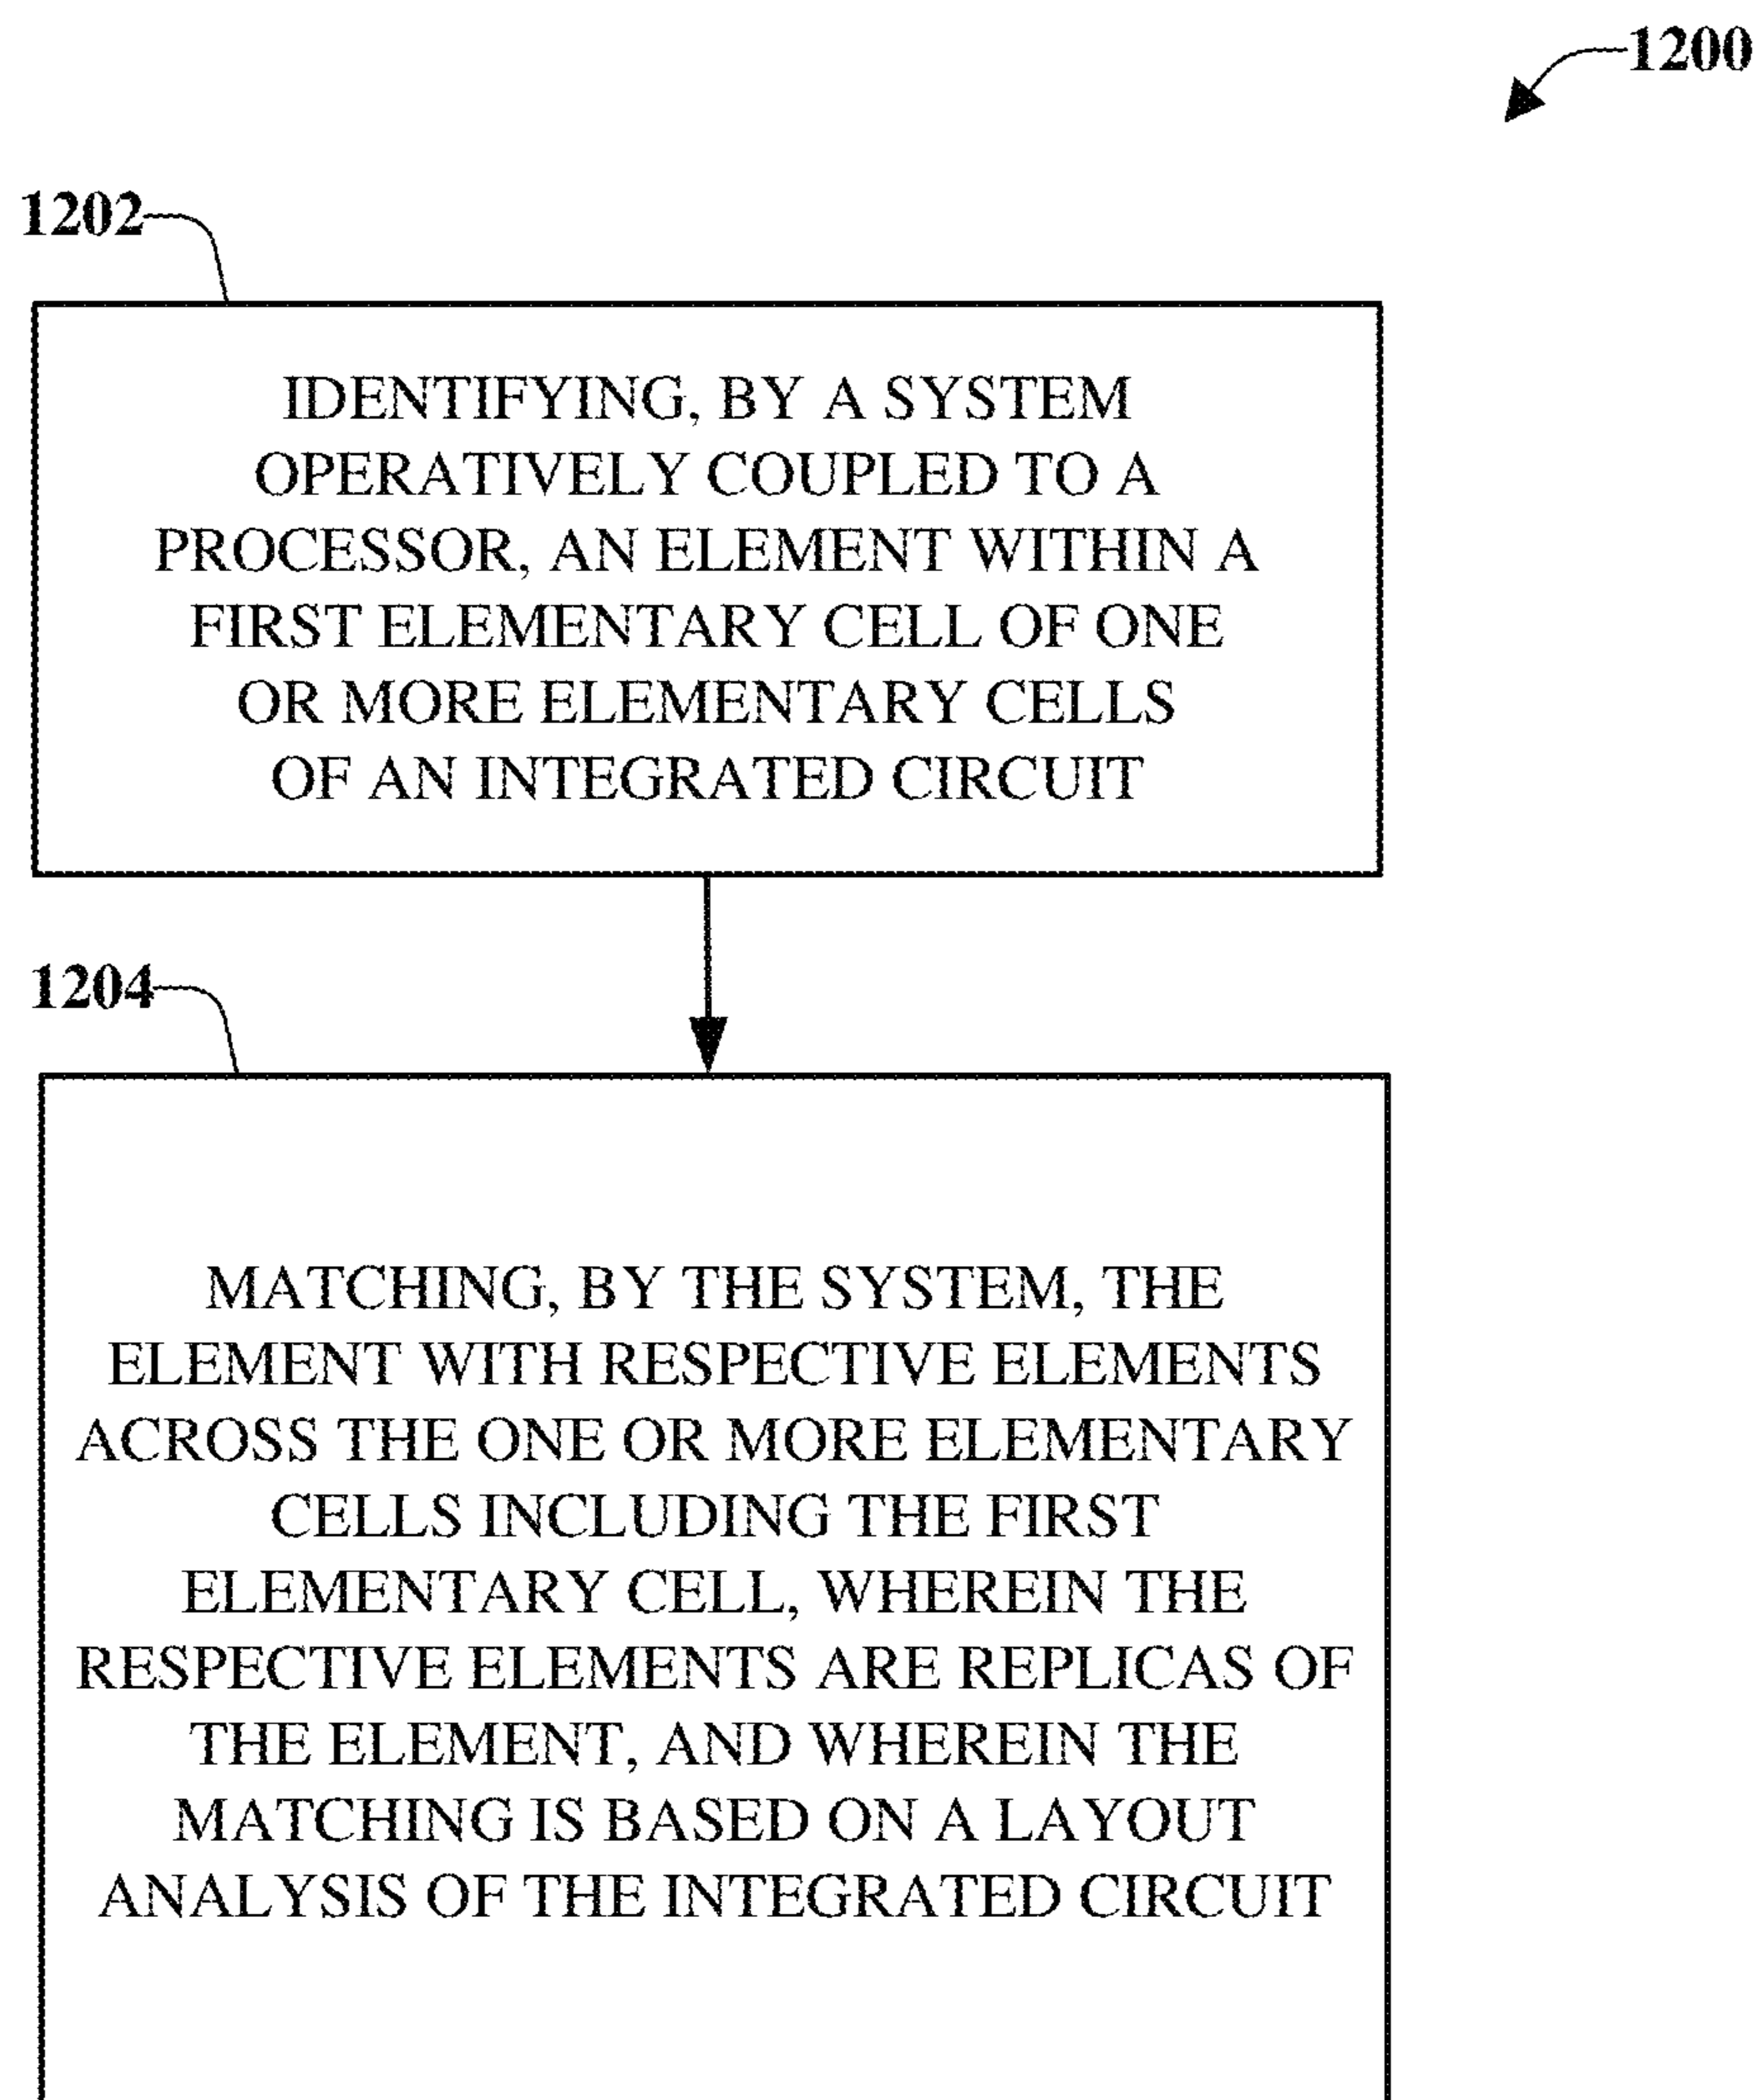 1200
1202
IDENTIFYING, BY A SYSTEM
OPERATIVELY COUPLED TO A
PROCESSOR, AN ELEMENT WITHIN A
FIRST ELEMENTARY CELL OF ONE
OR MORE ELEMENTARY CELLS
OF AN INTEGRATED CIRCUIT
1204
MATCHING, BY THE SYSTEM, THE
ELEMENT WITH RESPECTIVE ELEMENTS
ACROSS THE ONE OR MORE ELEMENTARY
CELLS INCLUDING THE FIRST
ELEMENTARY CELL, WHEREIN THE
RESPECTIVE ELEMENTS ARE REPLICAS OF
THE ELEMENT, AND WHEREIN THE
MATCHING IS BASED ON A LAYOUT
ANALYSIS OF THE INTEGRATED CIRCUIT